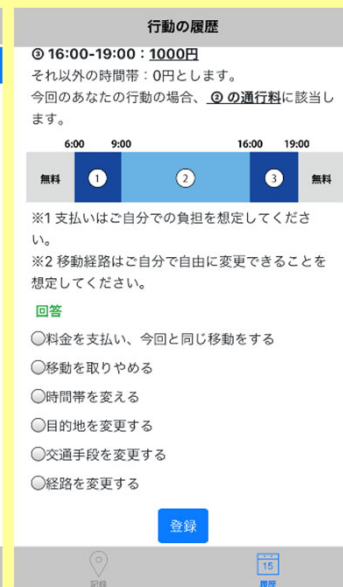 行動の履歴
③ 16:00-19:00：1000円
それ以外の時間帯：0円とします。
今回のあなたの行動の場合、 ② の通行料に該当し
ます。
6:00 9:00 16:00 19:00
無料 1 2 3 無料
※1 支払いはご自分での負担を想定してくださ
い。
※2 移動経路はご自分で自由に変更できることを
想定してください。
回答
料金を支払い、今回と同じ移動をする
移動を取りやめる
時間帯を変える
目的地を変更する
交通手段を変更する
経路を変更する
登録
15
記録 履歴